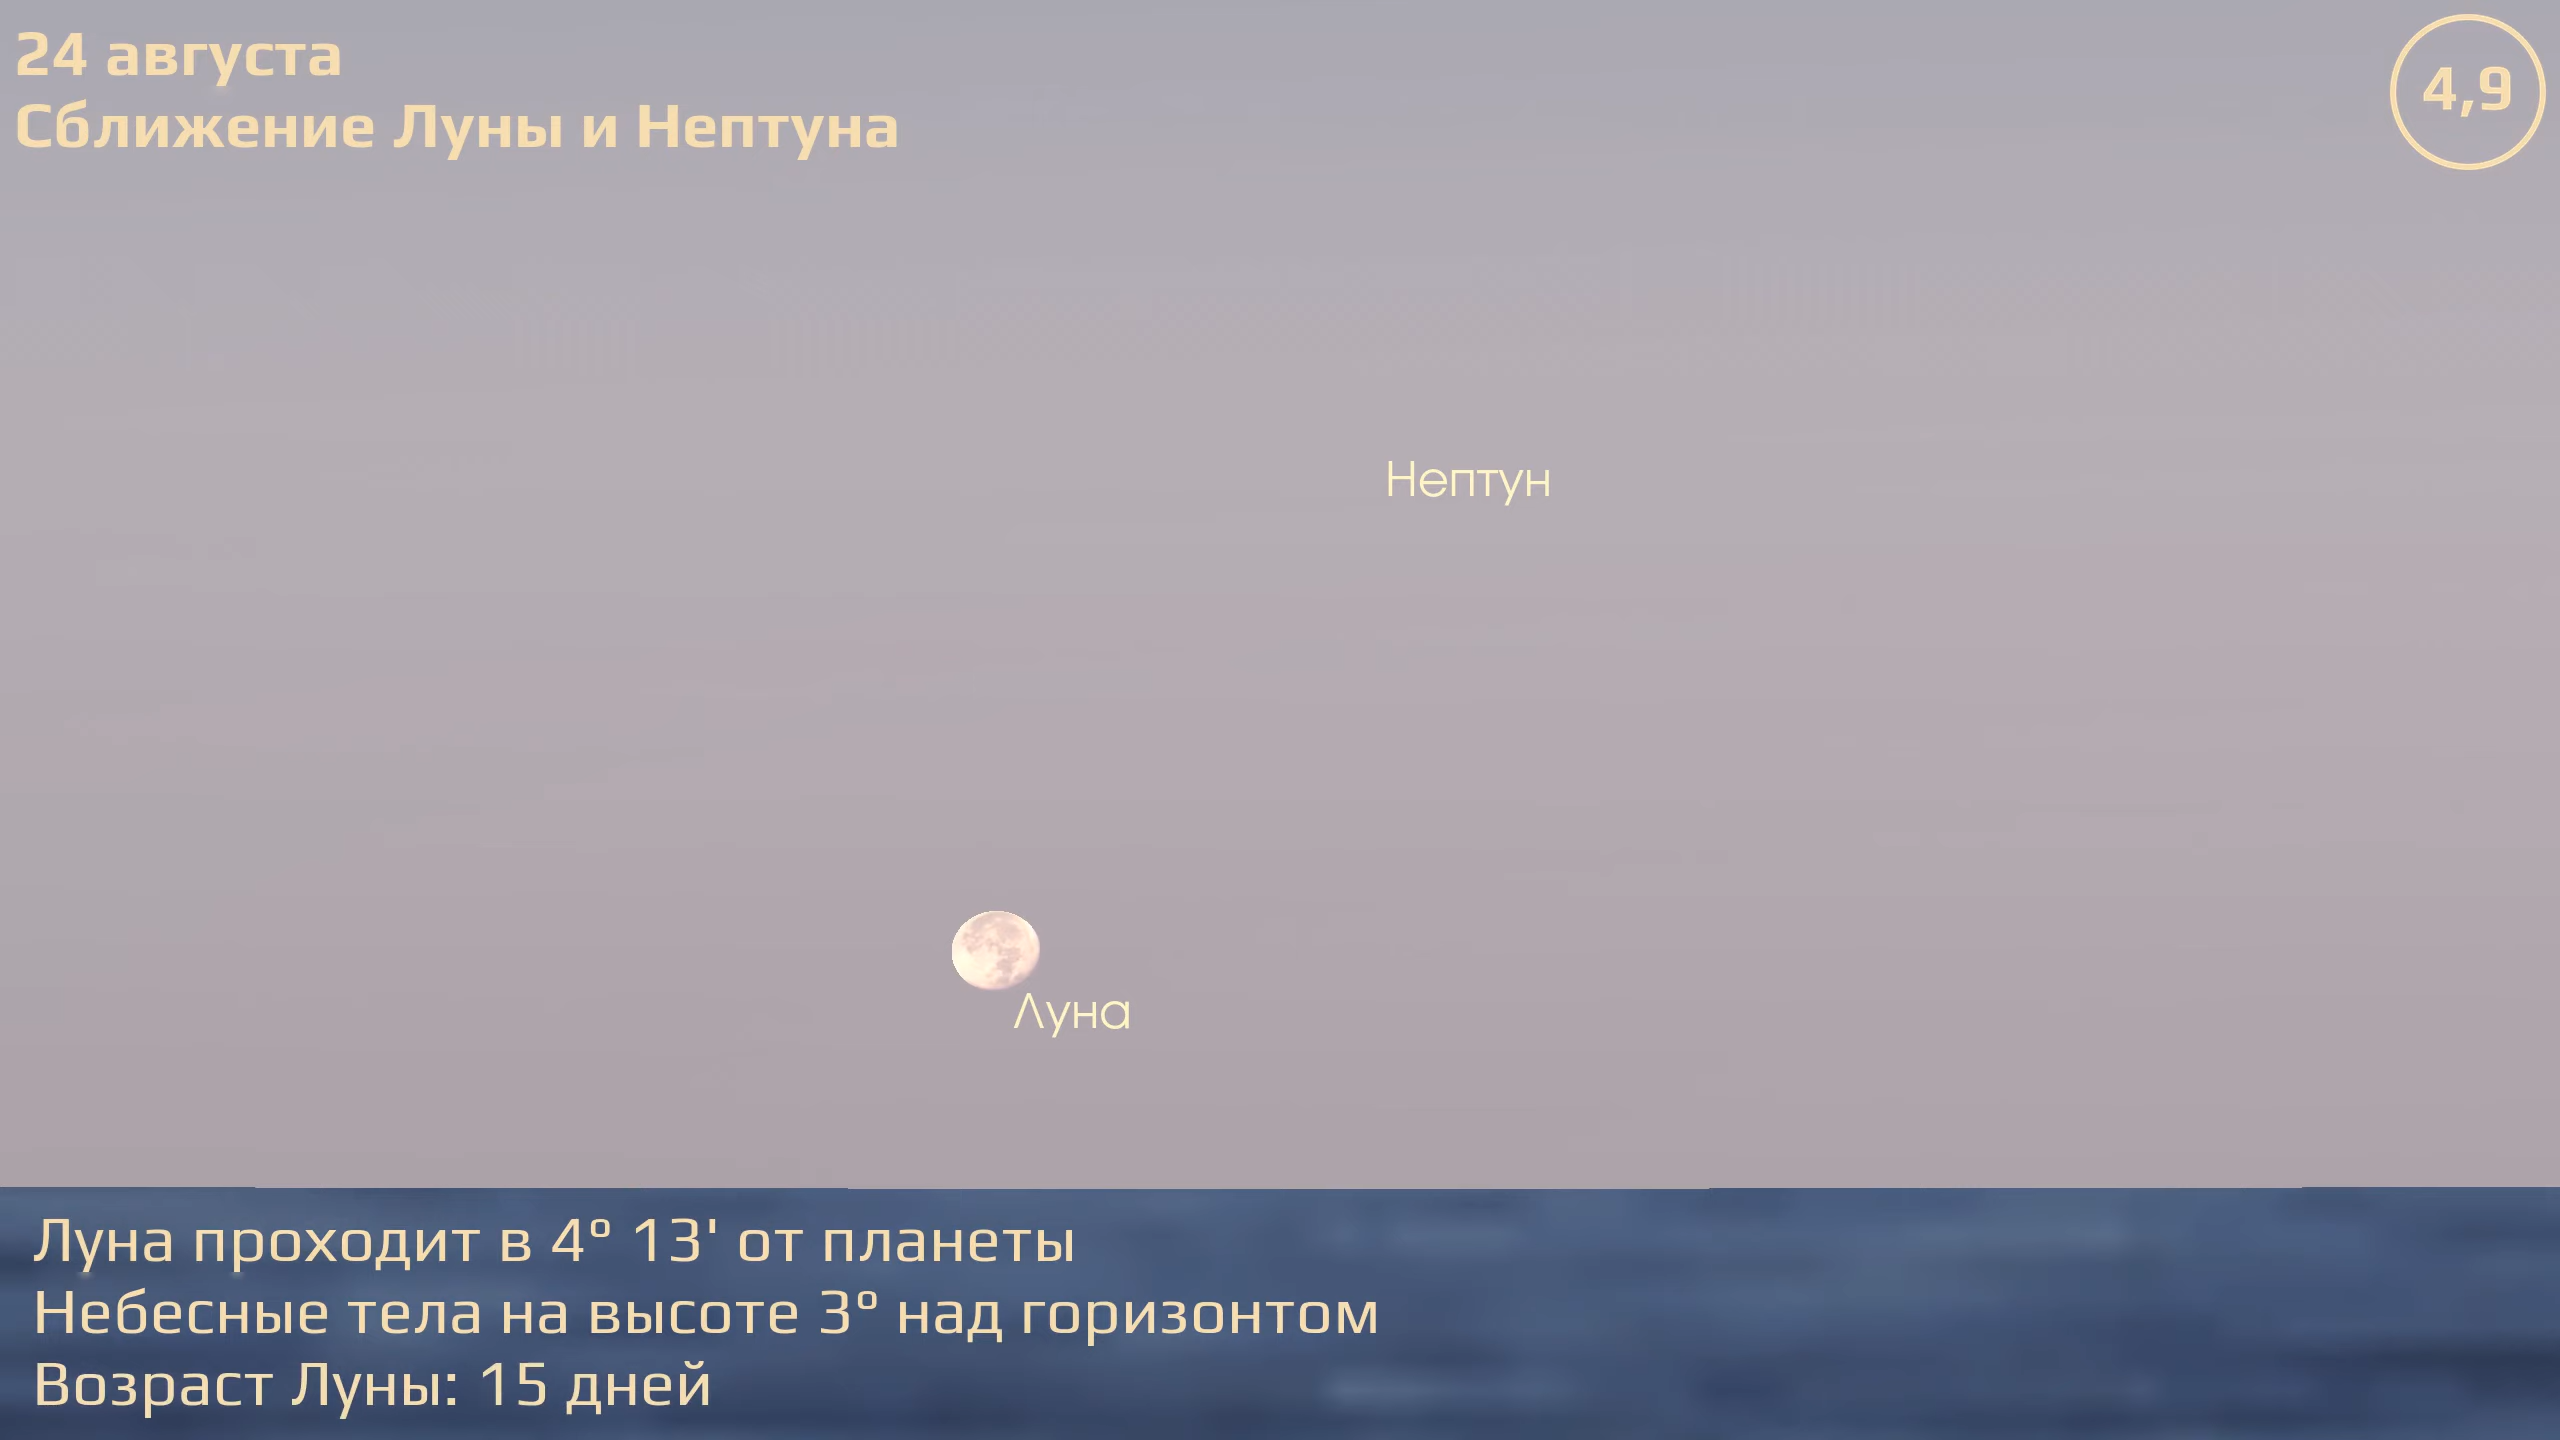 24 августа
Сближение Луны и Нептуна
4,9
Нептун
Луна
Луна проходит в 4° 13' от планеты
Небесные тела на высоте 3° над горизонтом
Возраст Луны: 15 дней